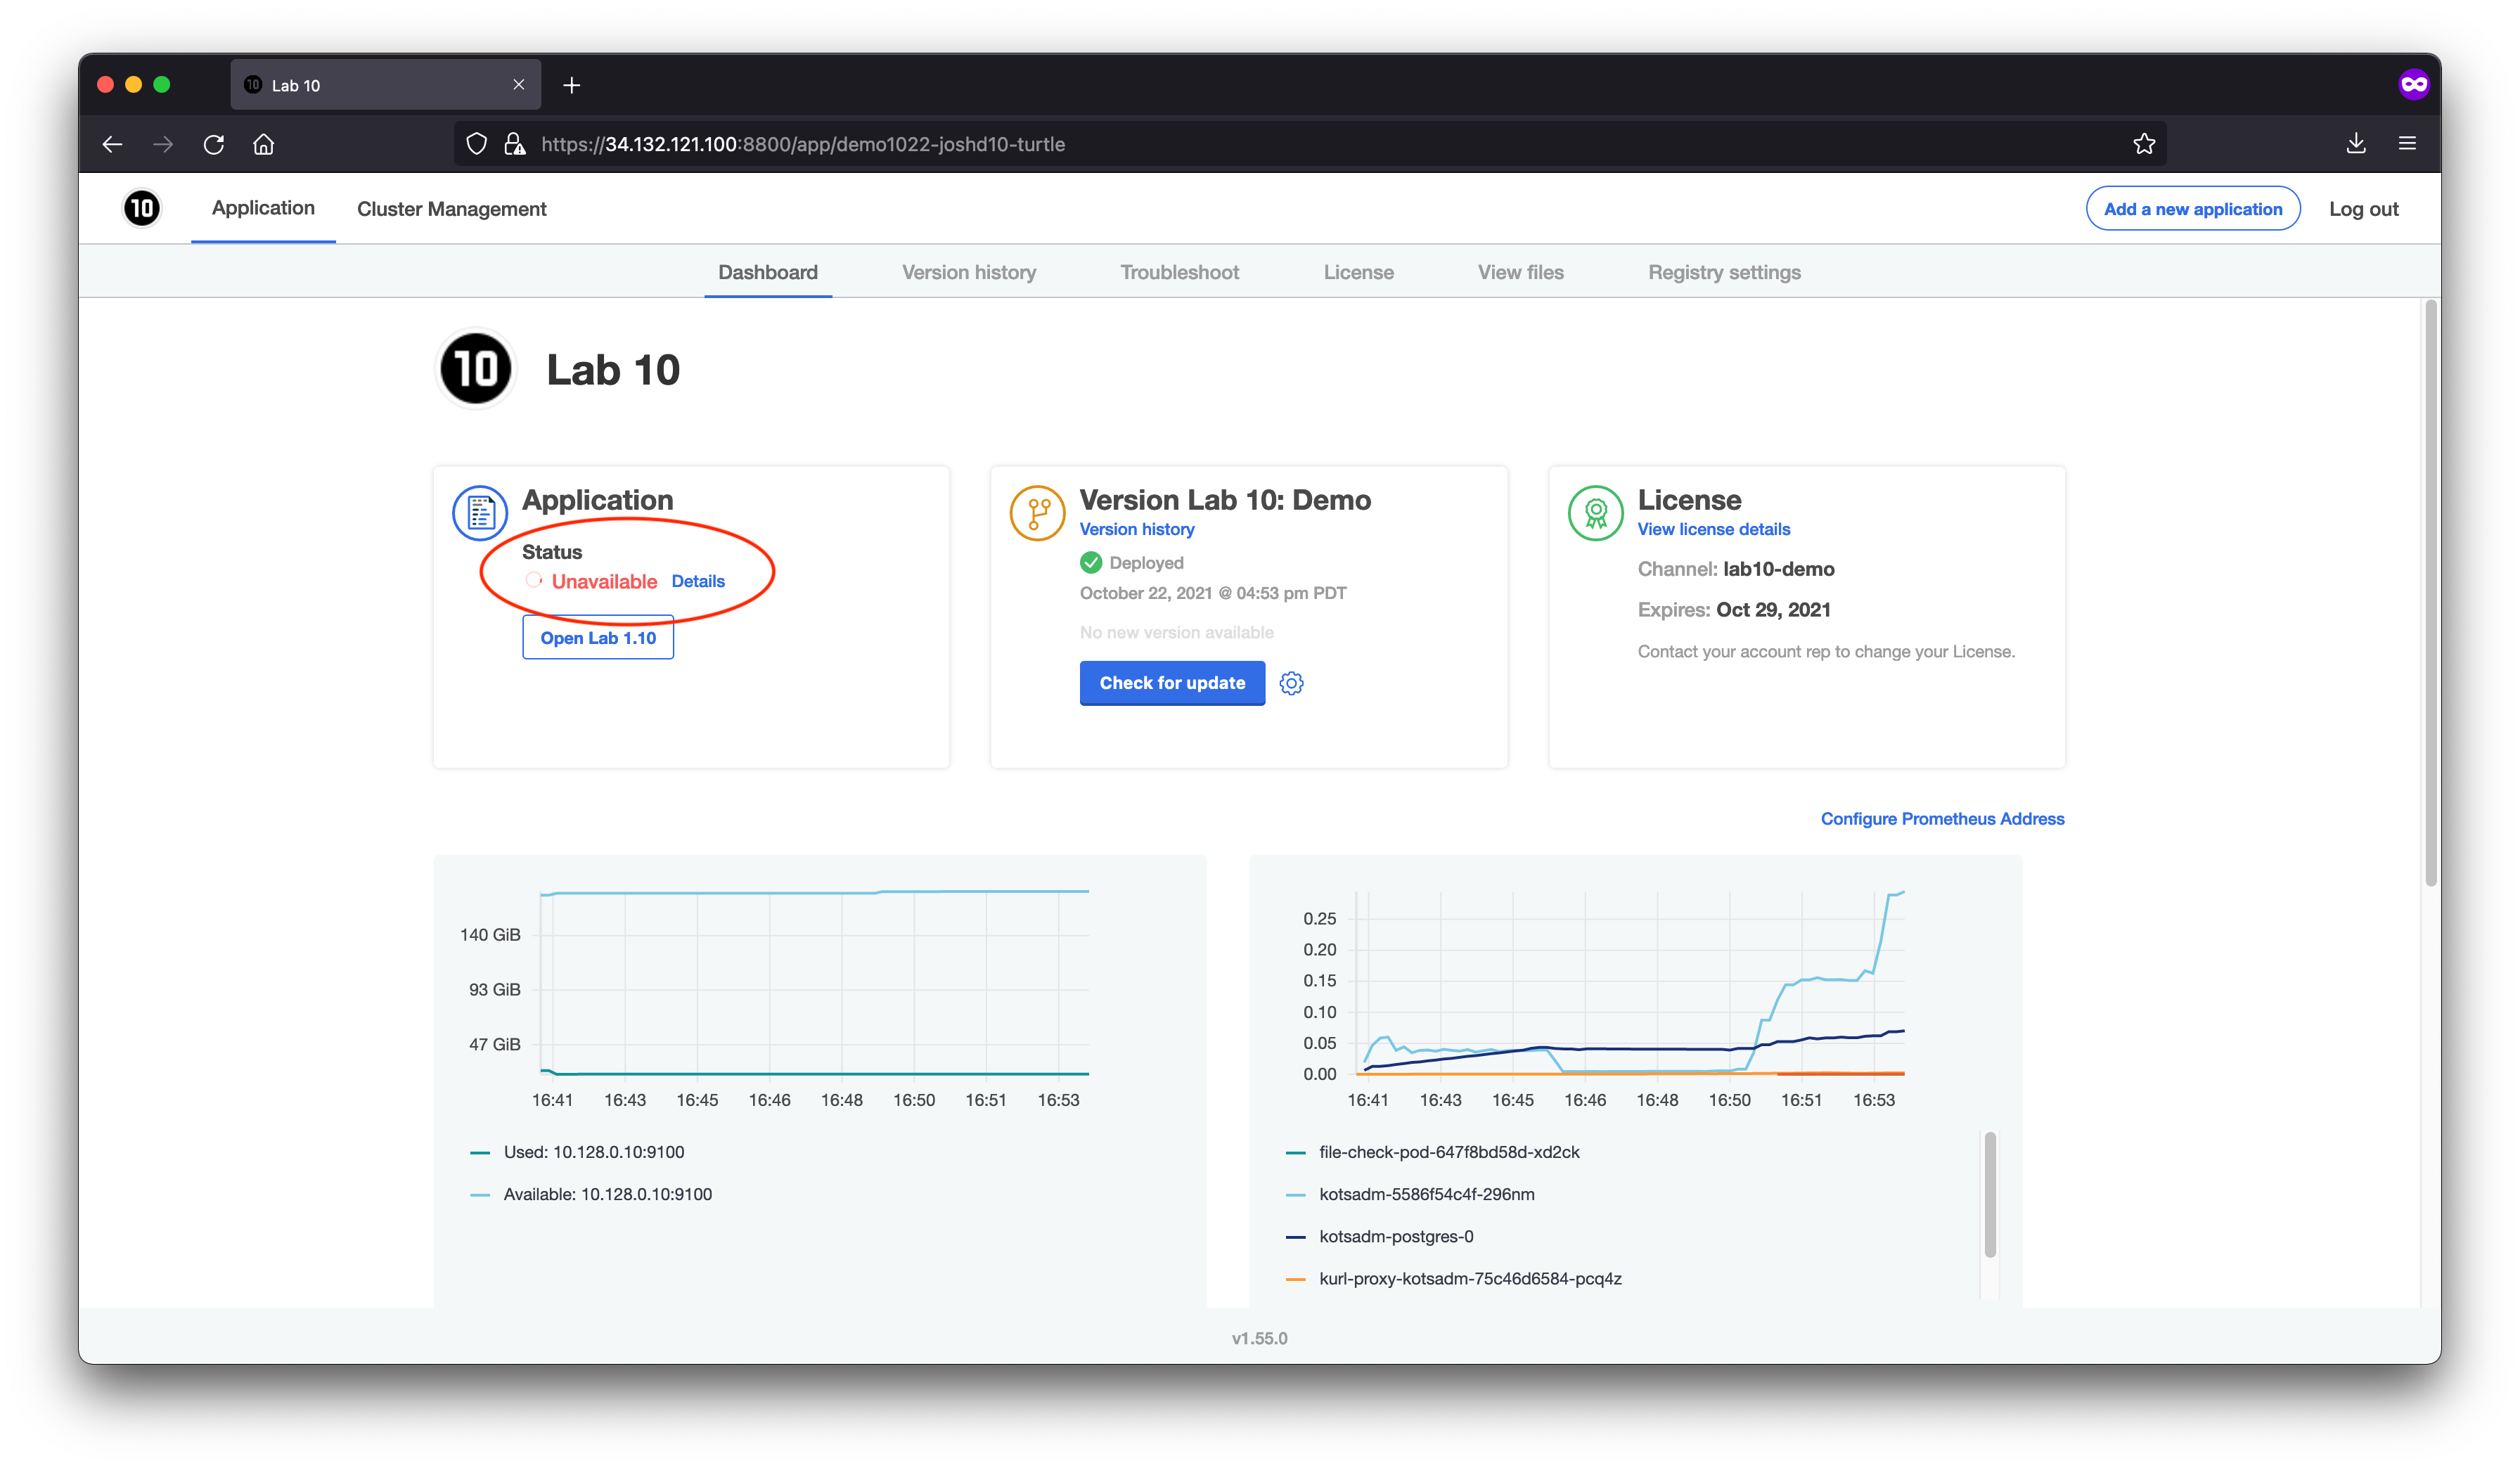 10 Lab 10
https://34.132.121.100:8800/app/demo1022-joshd10-turtle
10 Application Cluster Management Add a new application Log out
Dashboard Version history Troubleshoot License View files Registry settings
10 Lab 10
Application
Status
Unavailable Details
Open Lab 1.10
Version Lab 10: Demo
Version history
Deployed
October 22, 2021 @ 04:53 pm PDT
No new version available
Check for update
License
View license details
Channel: lab10-demo
Expires: Oct 29, 2021
Contact your account rep to change your License.
Configure Prometheus Address
140 GiB
93 GiB
47 GiB
16:41 16:43 16:45 16:46 16:48 16:50 16:51 16:53
Used: 10.128.0.10:9100
Available: 10.128.0.10:9100
0.25
0.20
0.15
0.10
0.05
0.00
16:41 16:43 16:45 16:46 16:48 16:50 16:51 16:53
file-check-pod-647f8bd58d-xd2ck
kotsadm-5586f54c4f-296nm
kotsadm-postgres-0
kurl-proxy-kotsadm-75c46d6584-pcq4z
v1.55.0